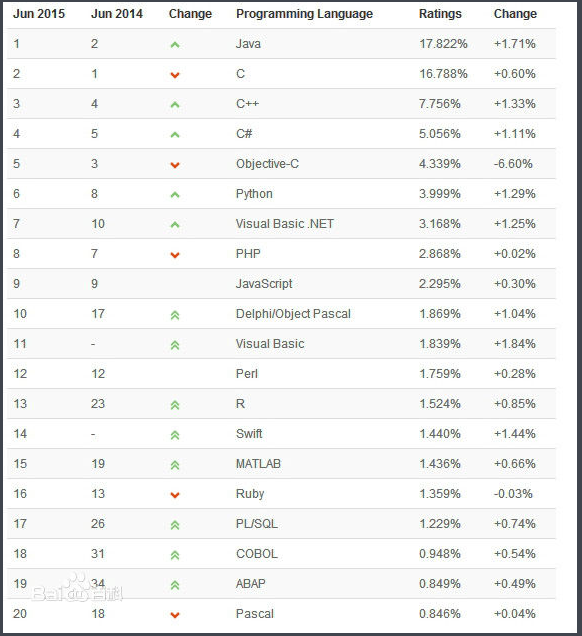 Jun 2015 Jun 2014 Change Programming Language Ratings Change
1 2 Java 17.822% +1.71%
2 1 C 16.788% +0.60%
3 4 C++ 7.756% +1.33%
4 5 C# 5.056% +1.11%
5 3 Objective-C 4.339% -6.60%
6 8 Python 3.999% +1.29%
7 10 Visual Basic .NET 3.168% +1.25%
8 7 PHP 2.868% +0.02%
9 9 JavaScript 2.295% +0.30%
10 17 Delphi/Object Pascal 1.869% +1.04%
11 - Visual Basic 1.839% +1.84%
12 12 Perl 1.759% +0.28%
13 23 R 1.524% +0.85%
14 - Swift 1.440% +1.44%
15 19 MATLAB 1.436% +0.66%
16 13 Ruby 1.359% -0.03%
17 26 PL/SQL 1.229% +0.74%
18 31 COBOL 0.948% +0.54%
19 34 ABAP 0.849% +0.49%
Baidu百科
20 18 Pascal 0.846% +0.04%